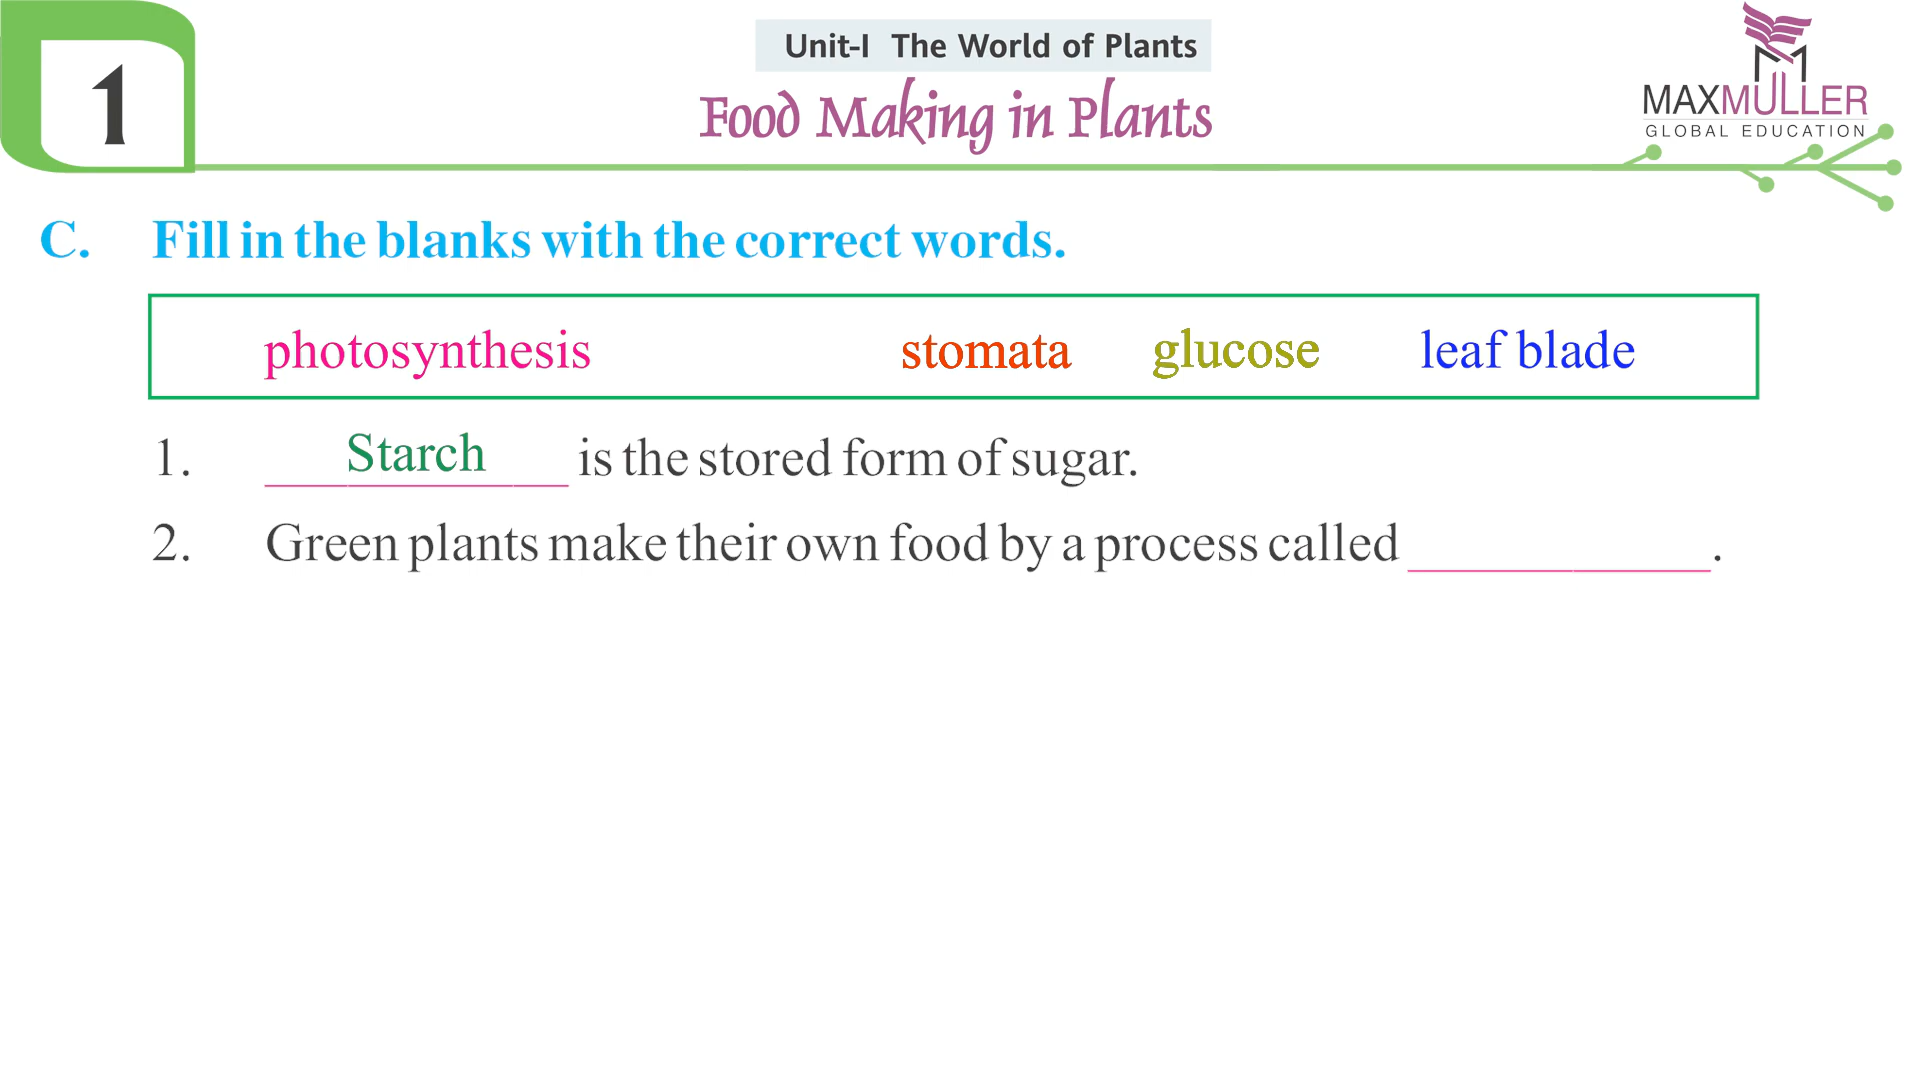 1
Unit-I The World of Plants
Food Making in Plants
MAXMULLER
GLOBAL EDUCATION
C. Fill in the blanks with the correct words.
photosynthesis stomata glucose leaf blade
1. Starch is the stored form of sugar.
2. Green plants make their own food by a process called ____________.